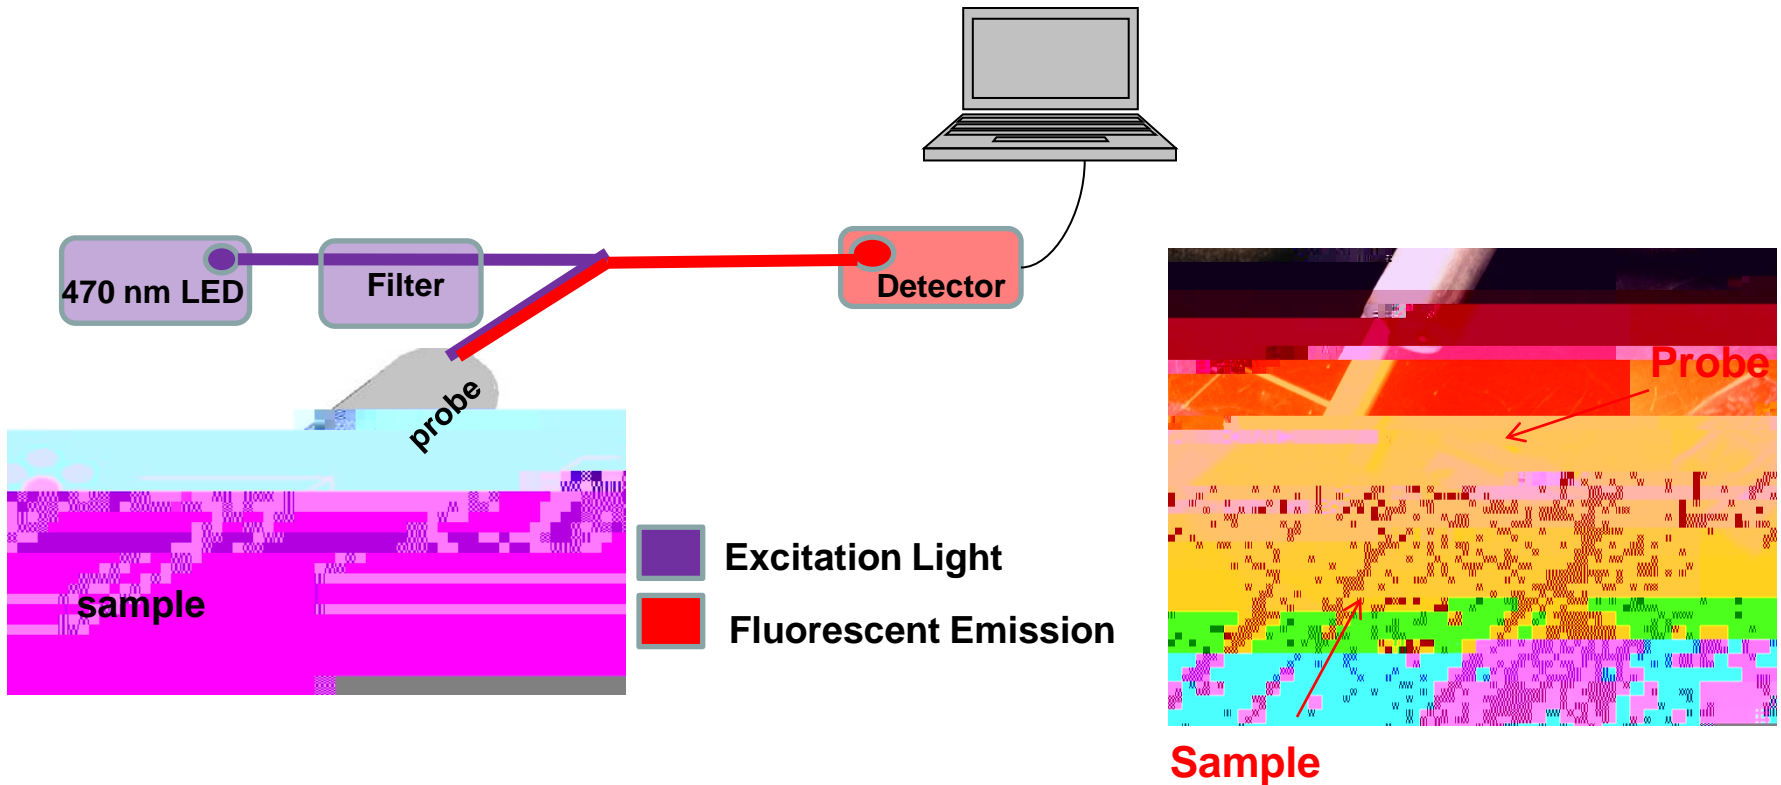 470 nm LED
Filter
Detector
probe
Probe
Excitation Light
sample
Fluorescent Emission
Sample